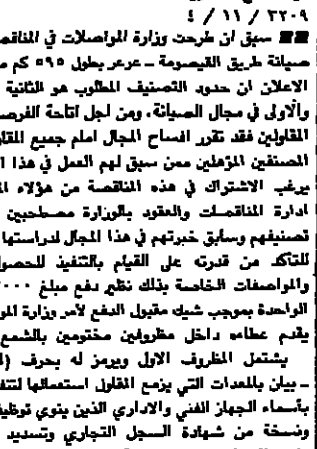 ٣٢٠٩ / ١١ / ٤
سبق ان طرحت وزارة المواصلات في المناقصة
صيانة طريق القيصومة ـ عرعر بطول ٥٩٥ كم
الاعلان ان حدود التصنيف المطلوب هو الثانية
والاولى في مجال الصيانة. ومن اجل اتاحة الفرصة
المقاولين فقد تقرر افساح المجال امام جميع
المصنفين المؤهلين ممن سبق لهم العمل في هذا
يرغب الاشتراك في هذه المناقصة من هؤلاء
ادارة المناقصات والعقود بالوزارة مصطحبين
تصنيفهم وسابق خبرتهم في هذا المجال لدراستها
للتأكد من قدرته على القيام بالتنفيذ للحصول
والمواصفات الخاصة بذلك نظير دفع مبلغ
الواحدة بموجب شيك مقبول الدفع لأمر وزارة
يقدم عطاءه داخل مظروفين مختومين بالشمع
يشتمل المظروف الاول ويرمز له بحرف
ـ بيان بالمعدات التي يزمع المقاول استعمالها
بأسماء الجهاز الفني والاداري الذين ينوي
ونسخة من شهادة السجل التجاري وتسديد